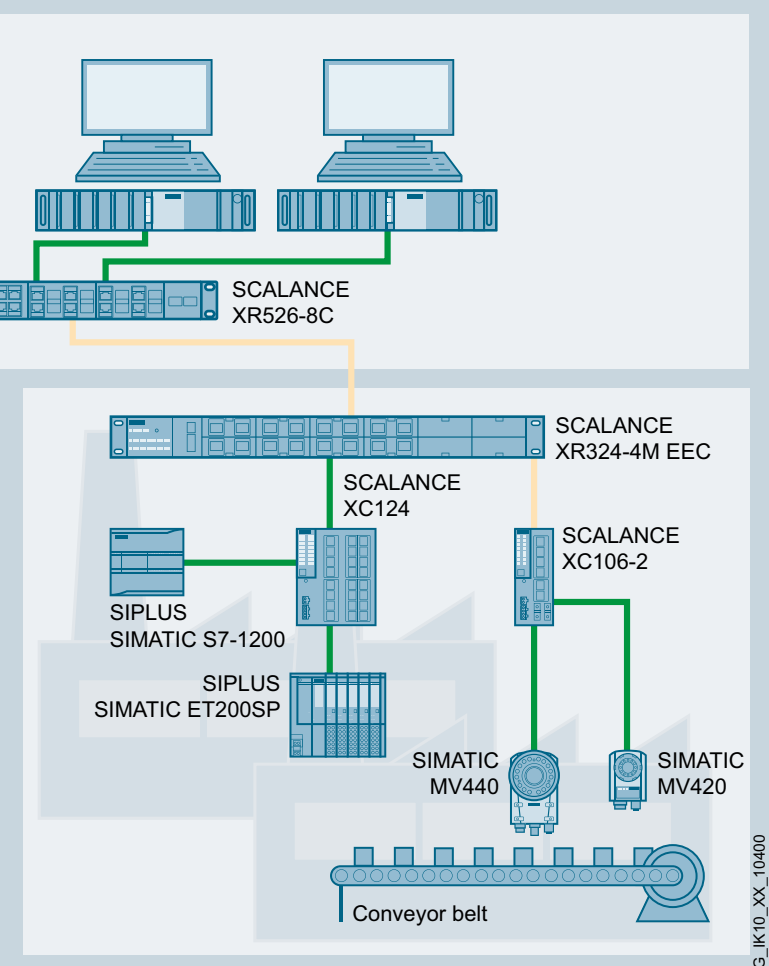 SCALANCE
XR526-8C
SCALANCE
XR324-4M EEC
SCALANCE
XC124
SCALANCE
XC106-2
SIPLUS
SIMATIC S7-1200
SIPLUS
SIMATIC ET200SP
SIMATIC
MV440
SIMATIC
MV420
Conveyor belt
G_IK10_XX_10400